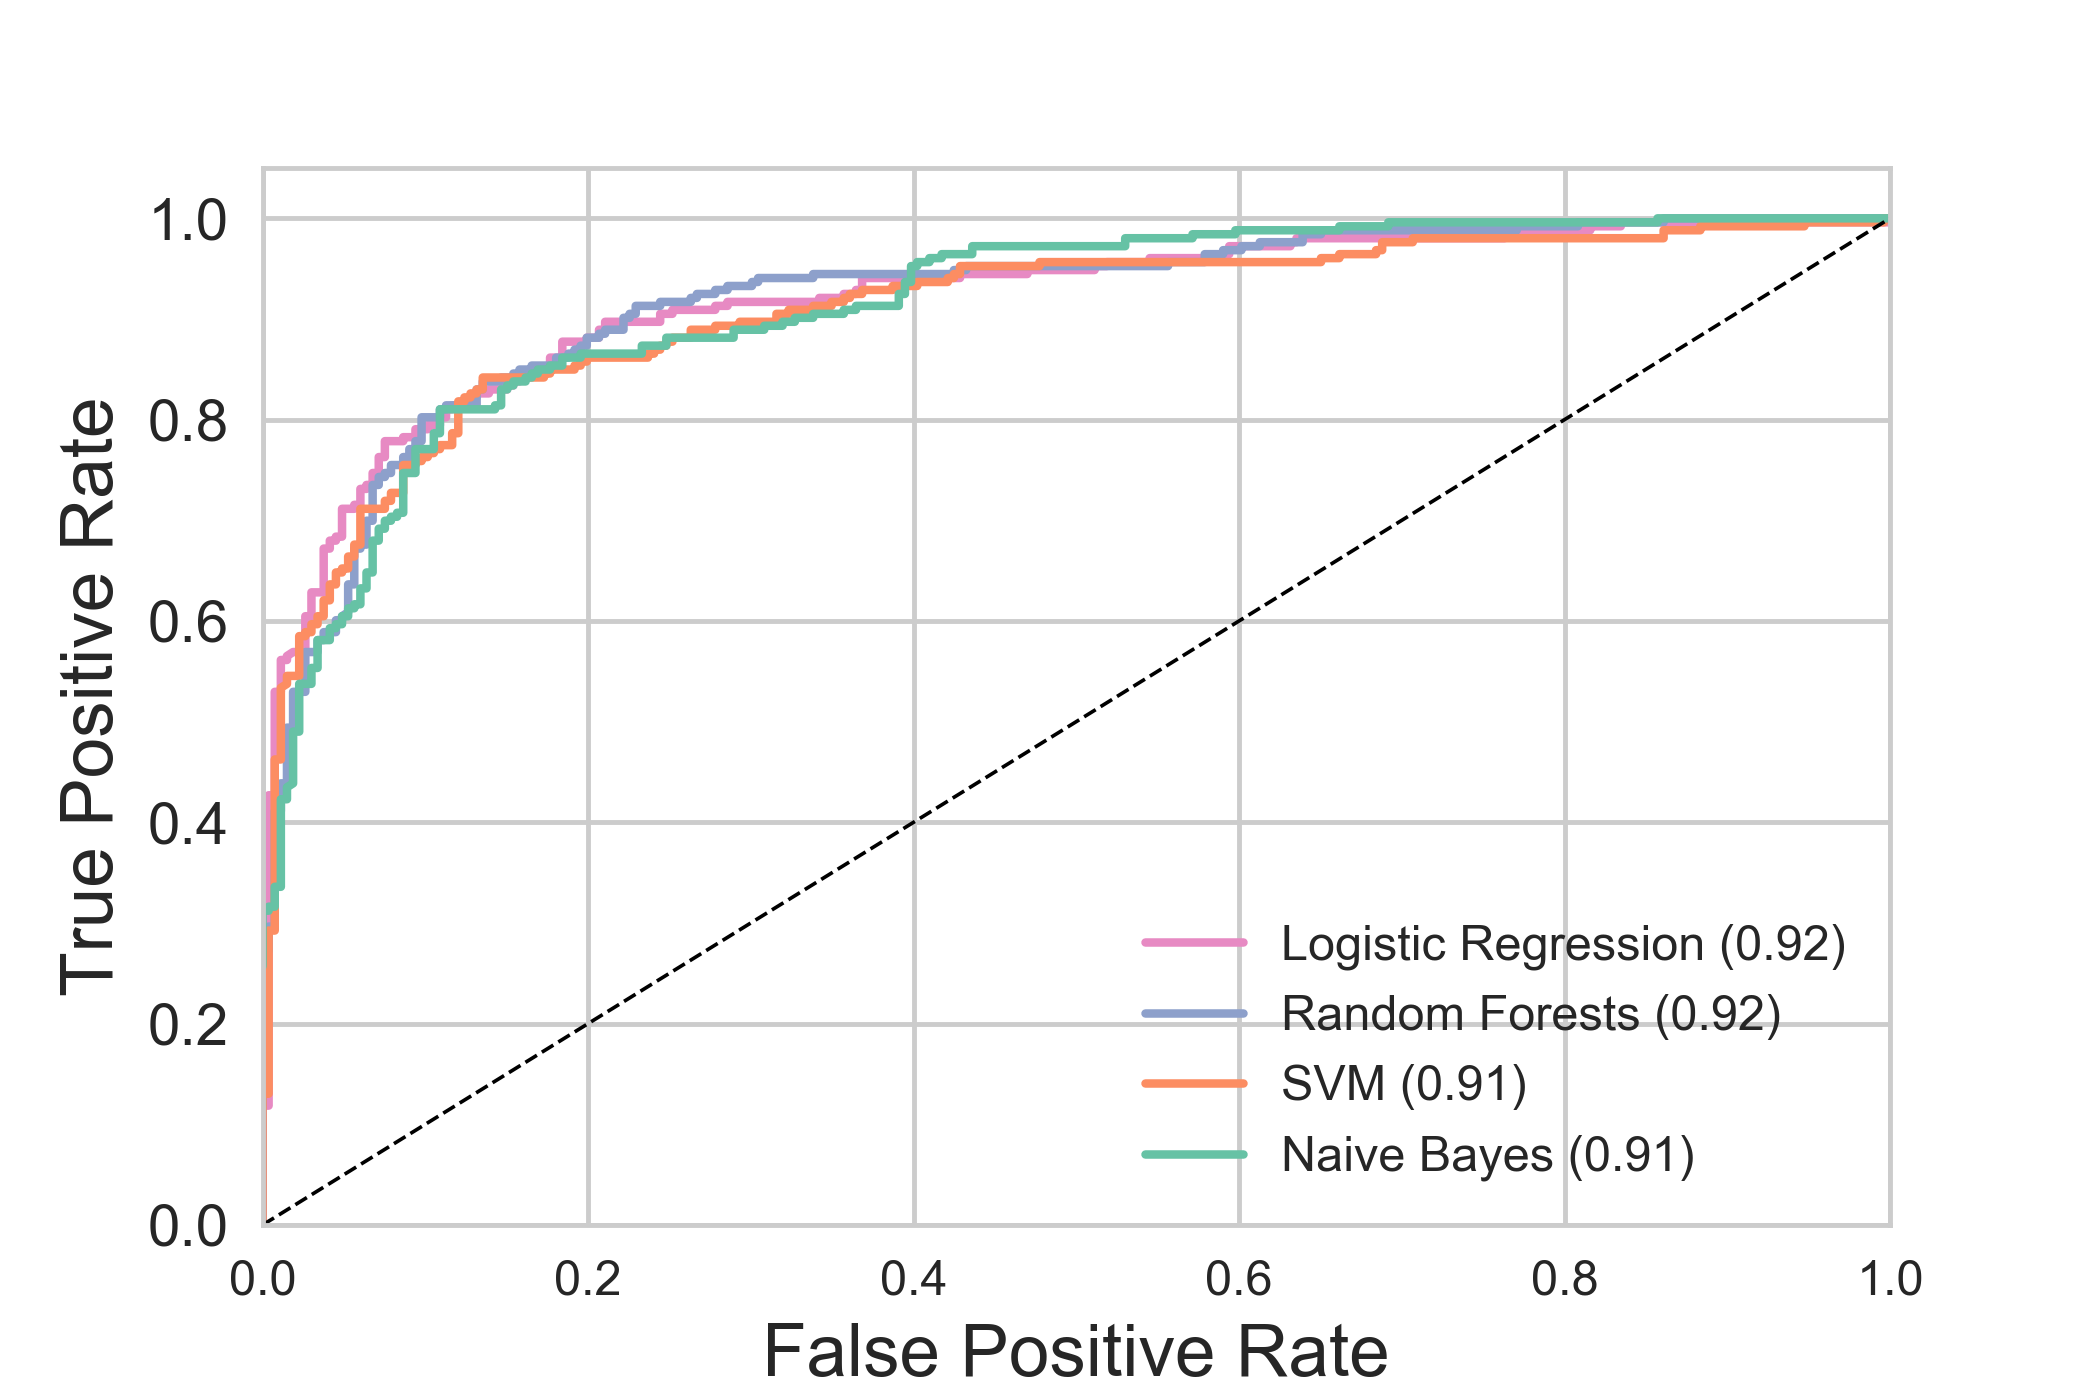 1.0
0.8
0.6
0.4
0.2
0.0
True Positive Rate
Logistic Regression (0.92)
Random Forests (0.92)
SVM (0.91)
Naive Bayes (0.91)
0.0 0.2 0.4 0.6 0.8 1.0
False Positive Rate